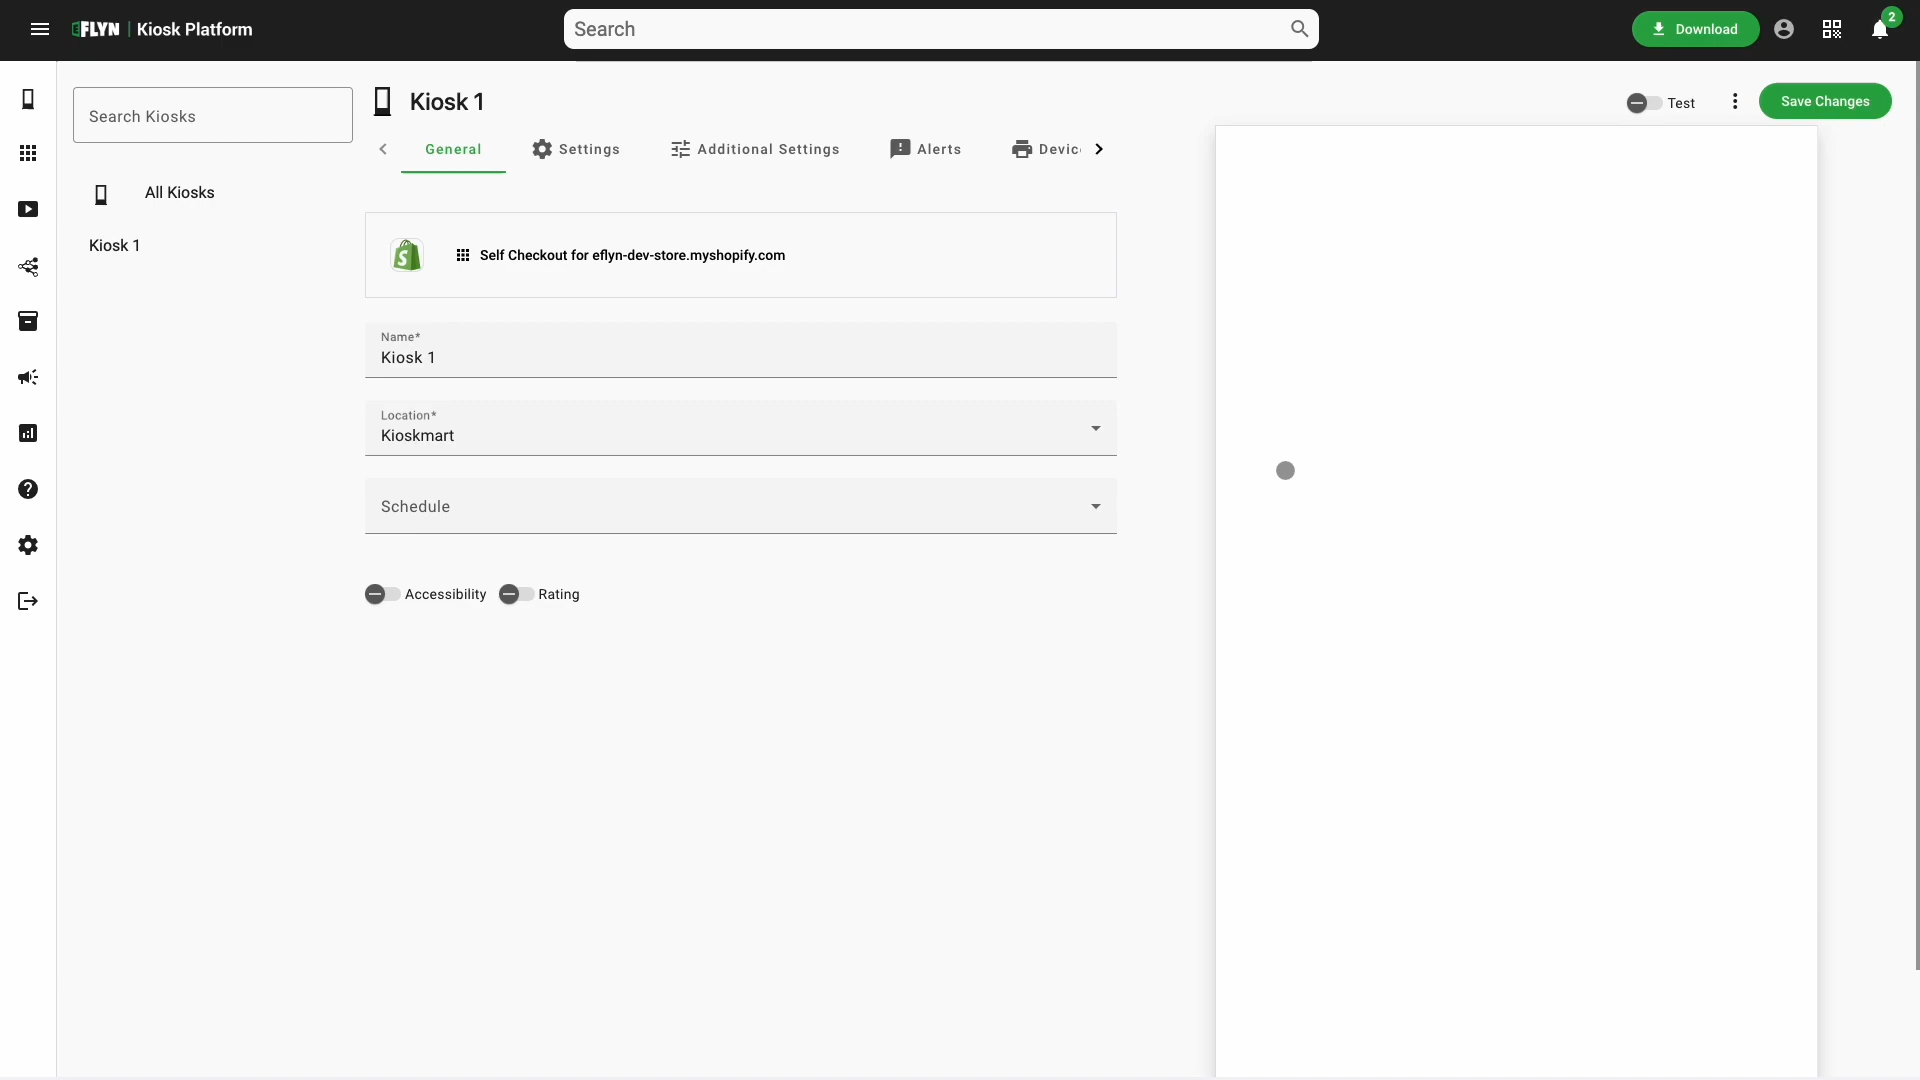 EFLYN | Kiosk Platform
Search
Download
2
Search Kiosks
All Kiosks
Kiosk 1
Kiosk 1
Test
Save Changes
General
Settings
Additional Settings
Alerts
Devic
Self Checkout for eflyn-dev-store.myshopify.com
Name*
Kiosk 1
Location*
Kioskmart
Schedule
Accessibility
Rating